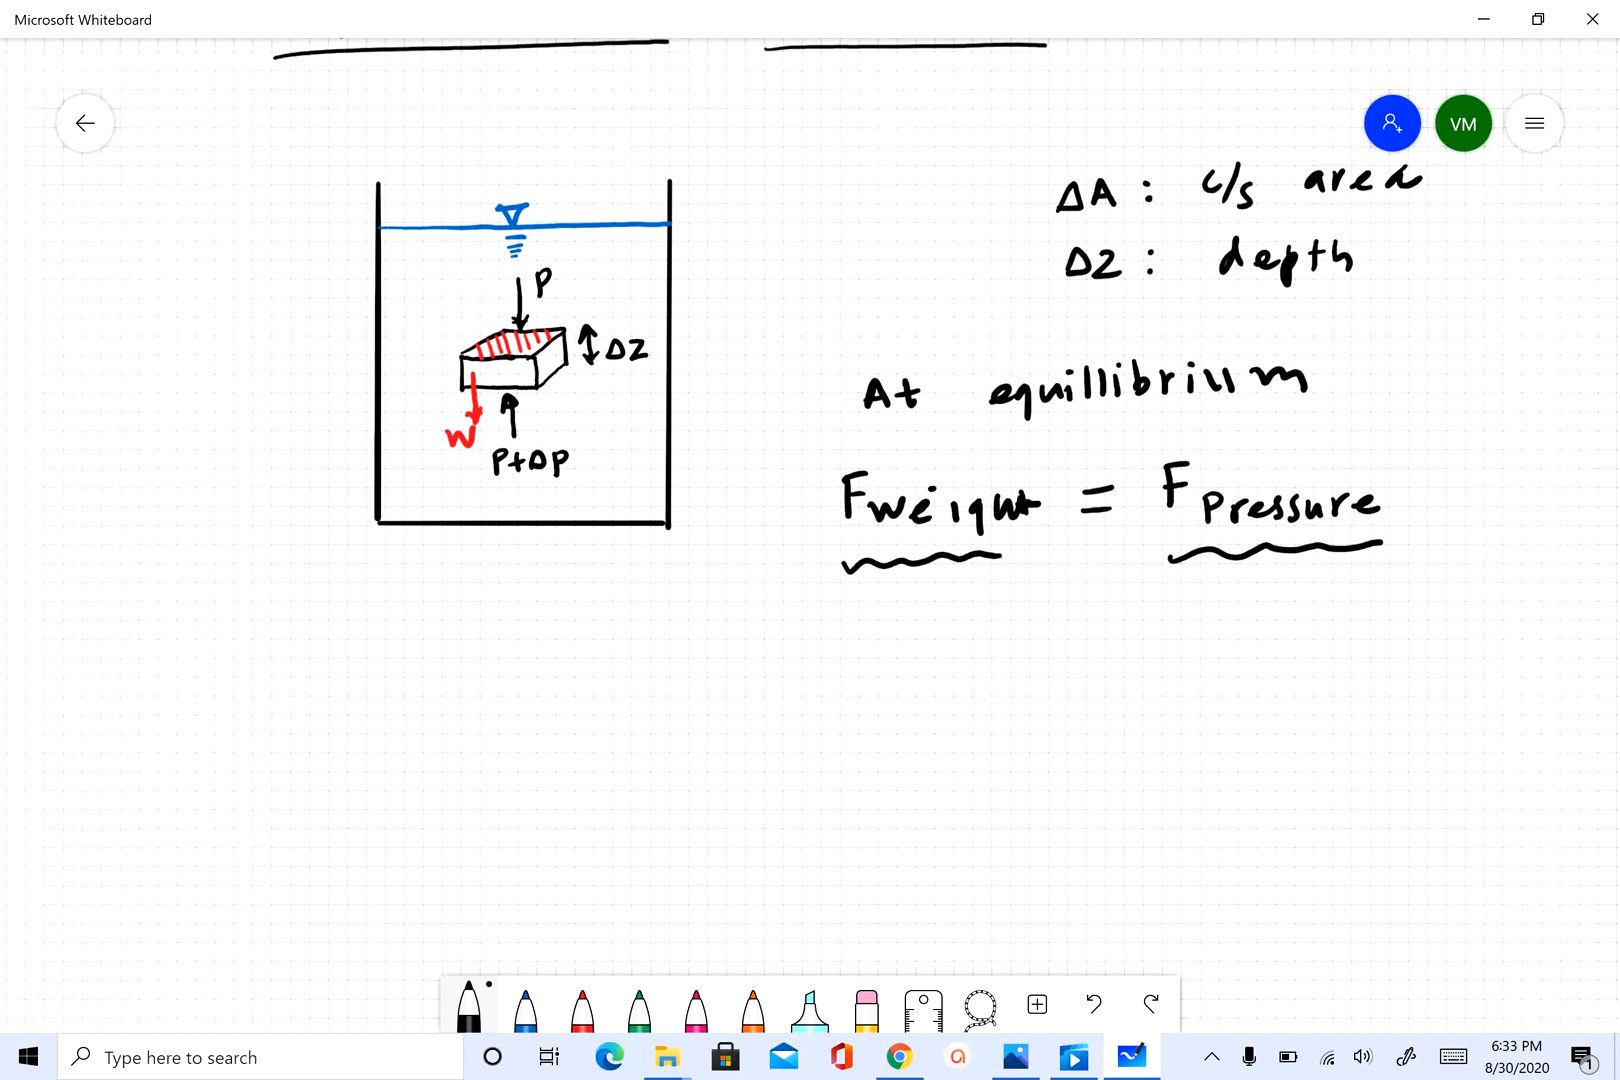 Microsoft Whiteboard
VM
ΔA : c/s area
ΔZ : depth
P
ΔZ
W
P+ΔP
At equillibrium
Fweight = FPressure
Type here to search
6:33 PM
8/30/2020
1